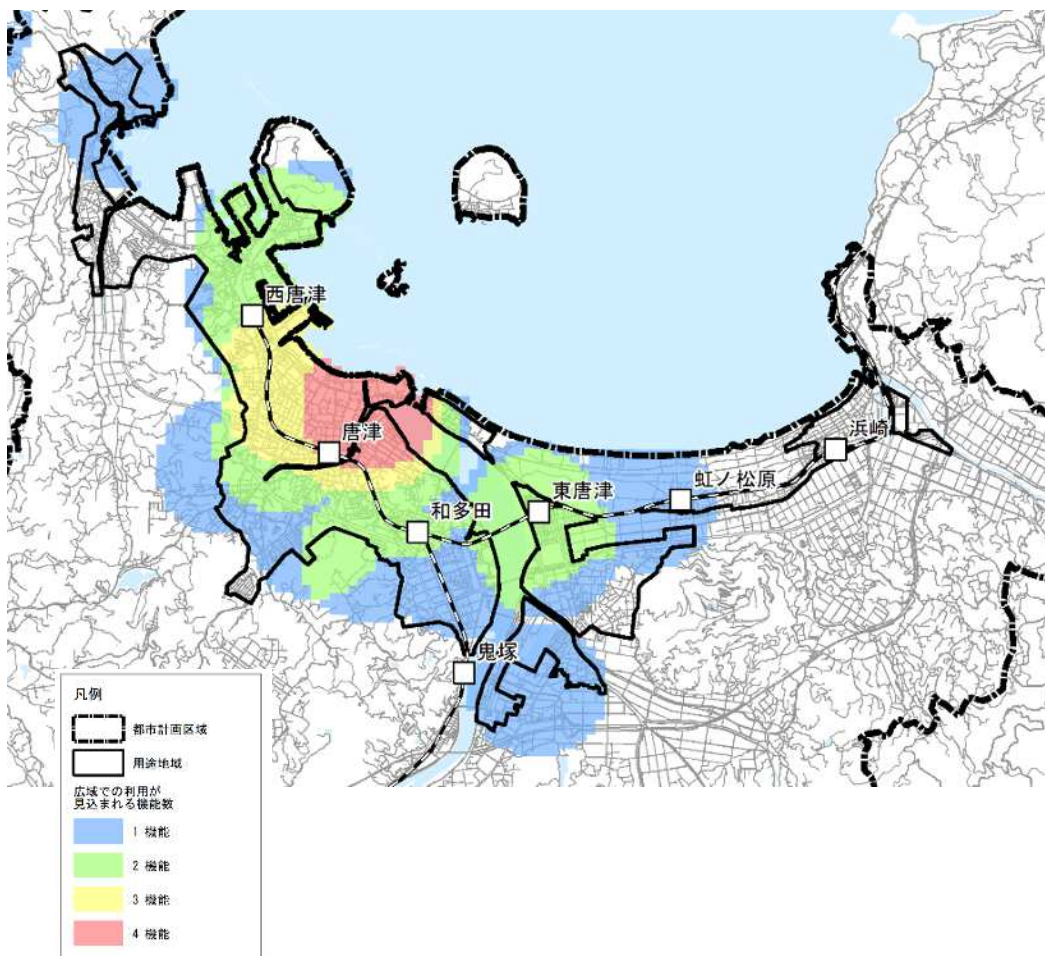 西唐津
唐津
浜崎
虹ノ松原
東唐津
和多田
鬼塚
凡例
都市計画区域
用途地域
広域での利用が
見込まれる機能数
1 機能
2 機能
3 機能
4 機能